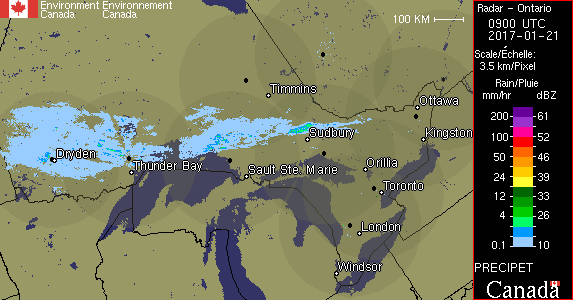 Environment Environnement
Canada Canada
100 KM
Radar - Ontario
0900 UTC
2017-01-21
Scale/Échelle:
3.5 km/Pixel
Rain/Pluie
mm/hr dBZ
200 61
100 52
50 46
24 39
12 33
4 26
0.1 10
PRECIPET
Canada
Timmins
Ottawa
Sudbury
Kingston
Dryden
Thunder Bay
Sault Ste. Marie
Orillia
Toronto
London
Windsor